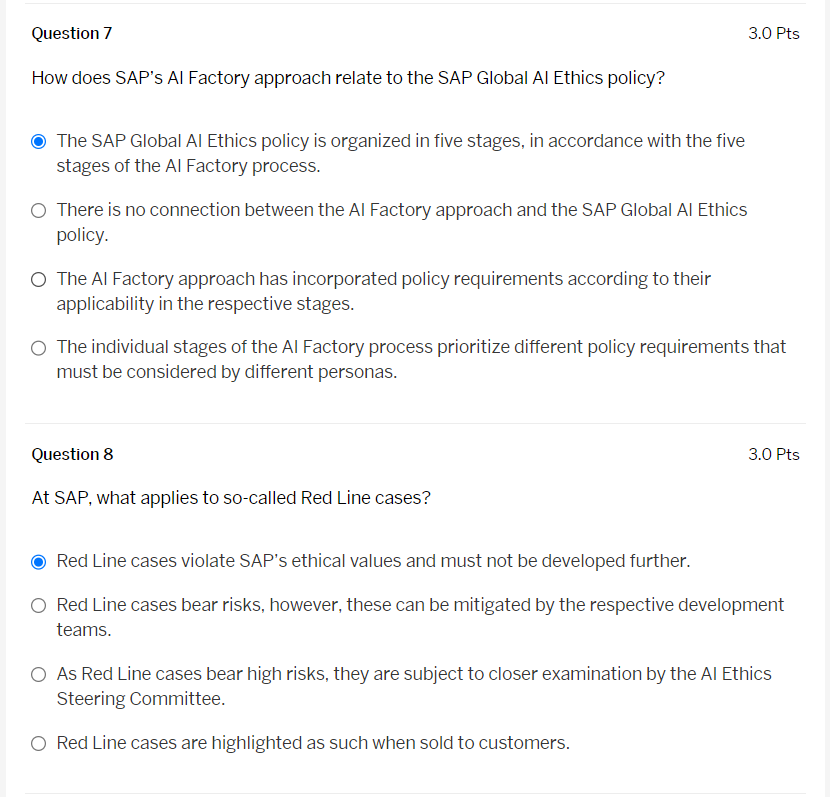 Question 7
3.0 Pts
How does SAP's AI Factory approach relate to the SAP Global AI Ethics policy?
The SAP Global AI Ethics policy is organized in five stages, in accordance with the five
stages of the AI Factory process.
There is no connection between the AI Factory approach and the SAP Global AI Ethics
policy.
The AI Factory approach has incorporated policy requirements according to their
applicability in the respective stages.
The individual stages of the AI Factory process prioritize different policy requirements that
must be considered by different personas.
Question 8
3.0 Pts
At SAP, what applies to so-called Red Line cases?
Red Line cases violate SAP's ethical values and must not be developed further.
Red Line cases bear risks, however, these can be mitigated by the respective development
teams.
As Red Line cases bear high risks, they are subject to closer examination by the AI Ethics
Steering Committee.
Red Line cases are highlighted as such when sold to customers.